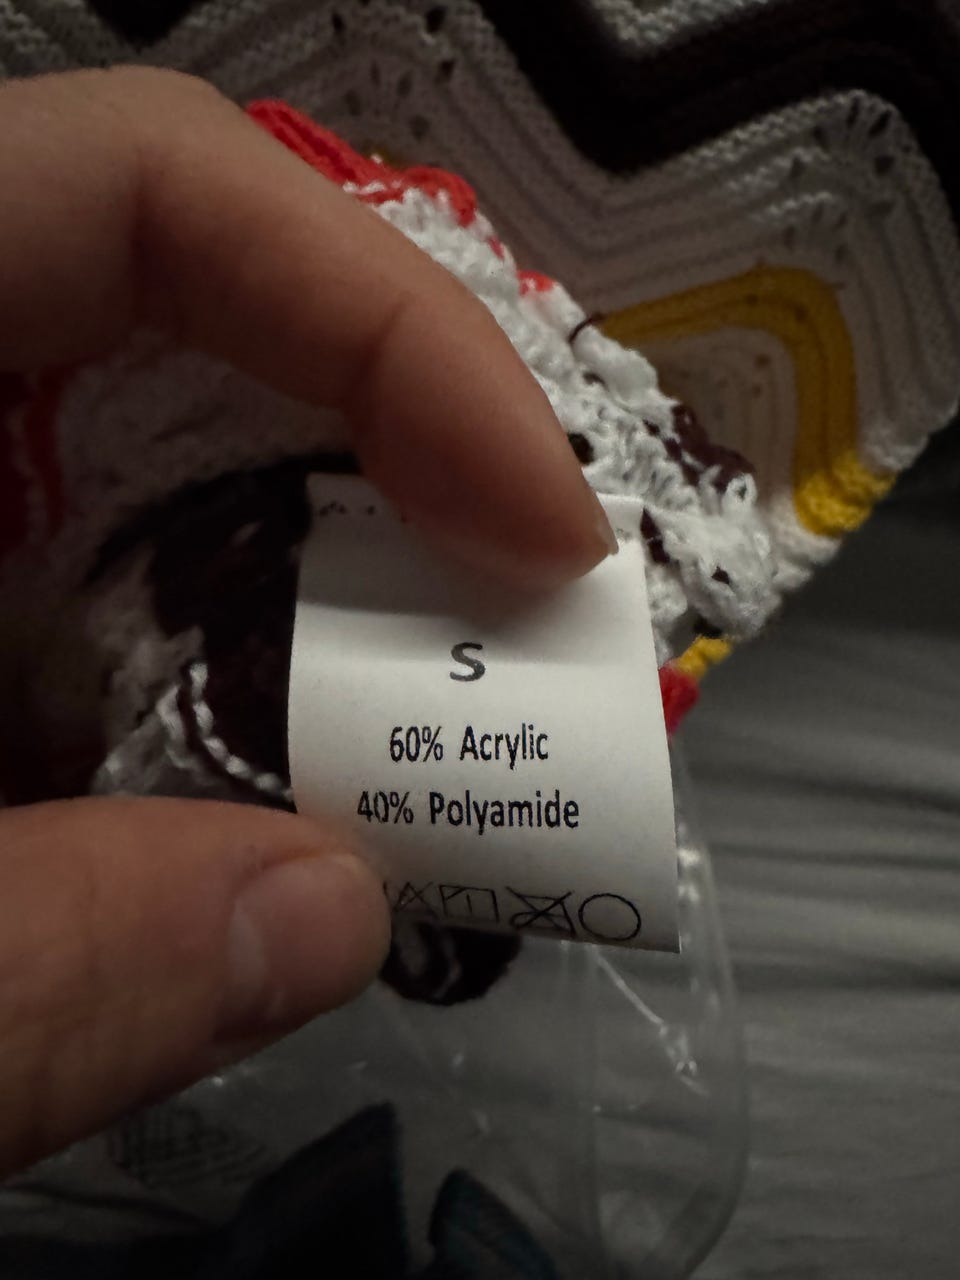 S
60% Acrylic
40% Polyamide